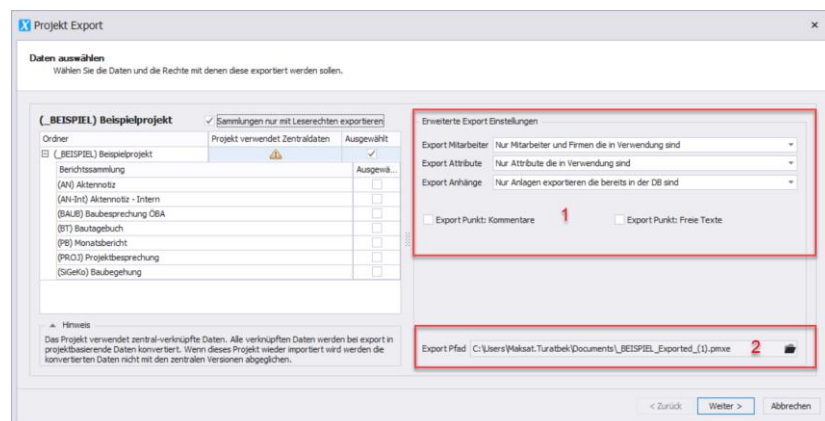 Projekt Export
Daten auswählen
Wählen Sie die Daten und die Rechte mit denen diese exportiert werden sollen.
(_BEISPIEL) Beispielprojekt
Sammlungen nur mit Leserechten exportieren
Ordner Projekt verwendet Zentraldaten Ausgewählt
(_BEISPIEL) Beispielprojekt
Berichtssammlung Ausgewä...
(AN) Aktennotiz
(AN-Int) Aktennotiz - Intern
(BAUB) Baubesprechung ÖBA
(BT) Bautagebuch
(PB) Monatsbericht
(PROJ) Projektbesprechung
(SiGeKo) Baubegehung
Hinweis
Das Projekt verwendet zentral-verknüpfte Daten. Alle verknüpften Daten werden bei export in
projektbasierende Daten konvertiert. Wenn dieses Projekt wieder importiert wird werden die
konvertierten Daten nicht mit den zentralen Versionen abgeglichen.
Erweiterte Export Einstellungen
Export Mitarbeiter Nur Mitarbeiter und Firmen die in Verwendung sind
Export Attribute Nur Attribute die in Verwendung sind
Export Anhänge Nur Anlagen exportieren die bereits in der DB sind
Export Punkt: Kommentare 1 Export Punkt: Freie Texte
Export Pfad C:\Users\Maksat.Turatbek\Documents\_BEISPIEL_Exported_(1).pmxe 2
< Zurück Weiter > Abbrechen